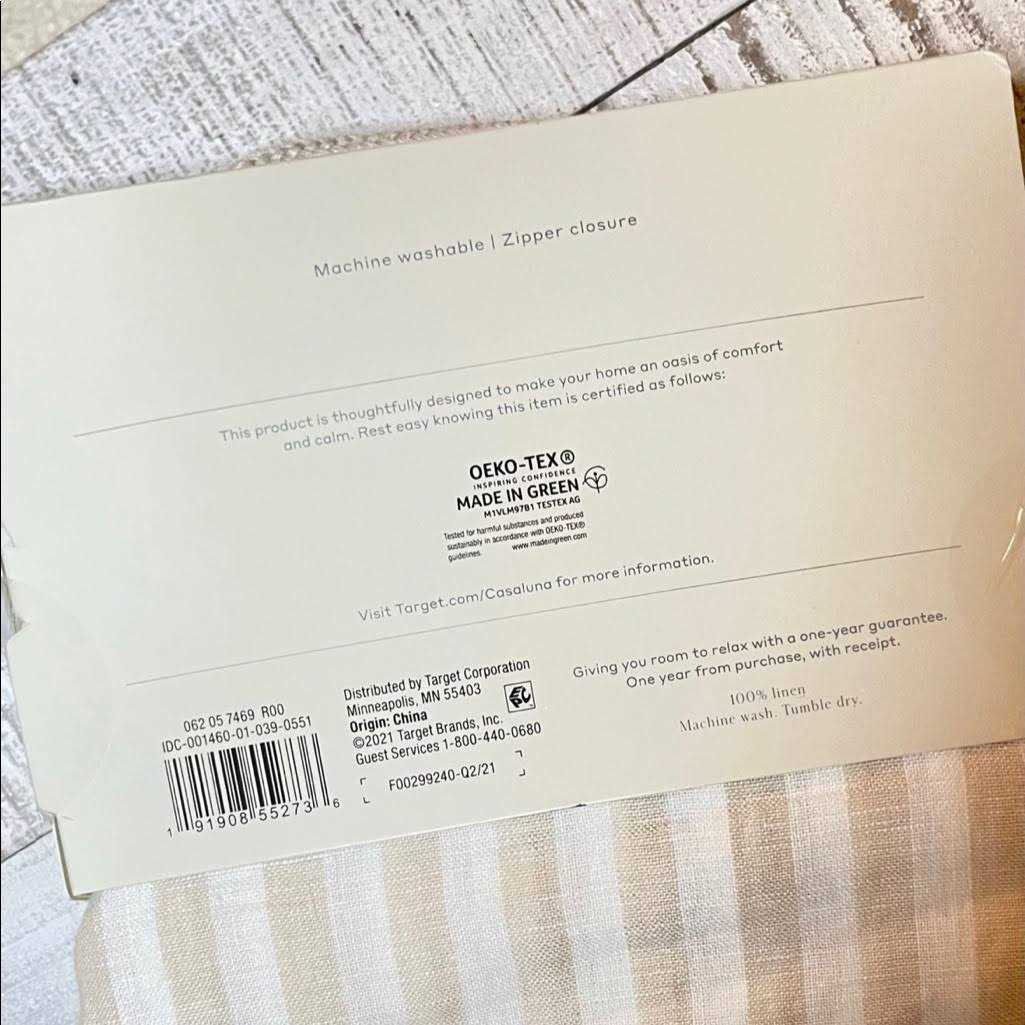 Machine washable | Zipper closure
This product is thoughtfully designed to make your home an oasis of comfort
and calm. Rest easy knowing this item is certified as follows:
OEKO-TEX®
INSPIRING CONFIDENCE
MADE IN GREEN
M1VLM97B1 TESTEX AG
Tested for harmful substances and produced
sustainably in accordance with OEKO-TEX®
guidelines. www.madeingreen.com
Visit Target.com/Casaluna for more information.
062 05 7469 R00
IDC-001460-01-039-0551
1 91908 55273 6
Distributed by Target Corporation
Minneapolis, MN 55403
Origin: China
©2021 Target Brands, Inc.
Guest Services 1-800-440-0680
F00299240-Q2/21
Giving you room to relax with a one-year guarantee.
One year from purchase, with receipt.
100% linen
Machine wash. Tumble dry.